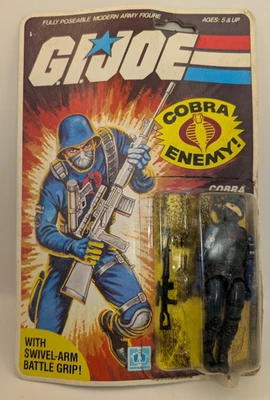 FULLY POSEABLE MODERN ARMY FIGURE
AGES: 5 & UP
G.I.JOE
COBRA
ENEMY!
COBRA
WITH
SWIVEL-ARM
BATTLE GRIP!